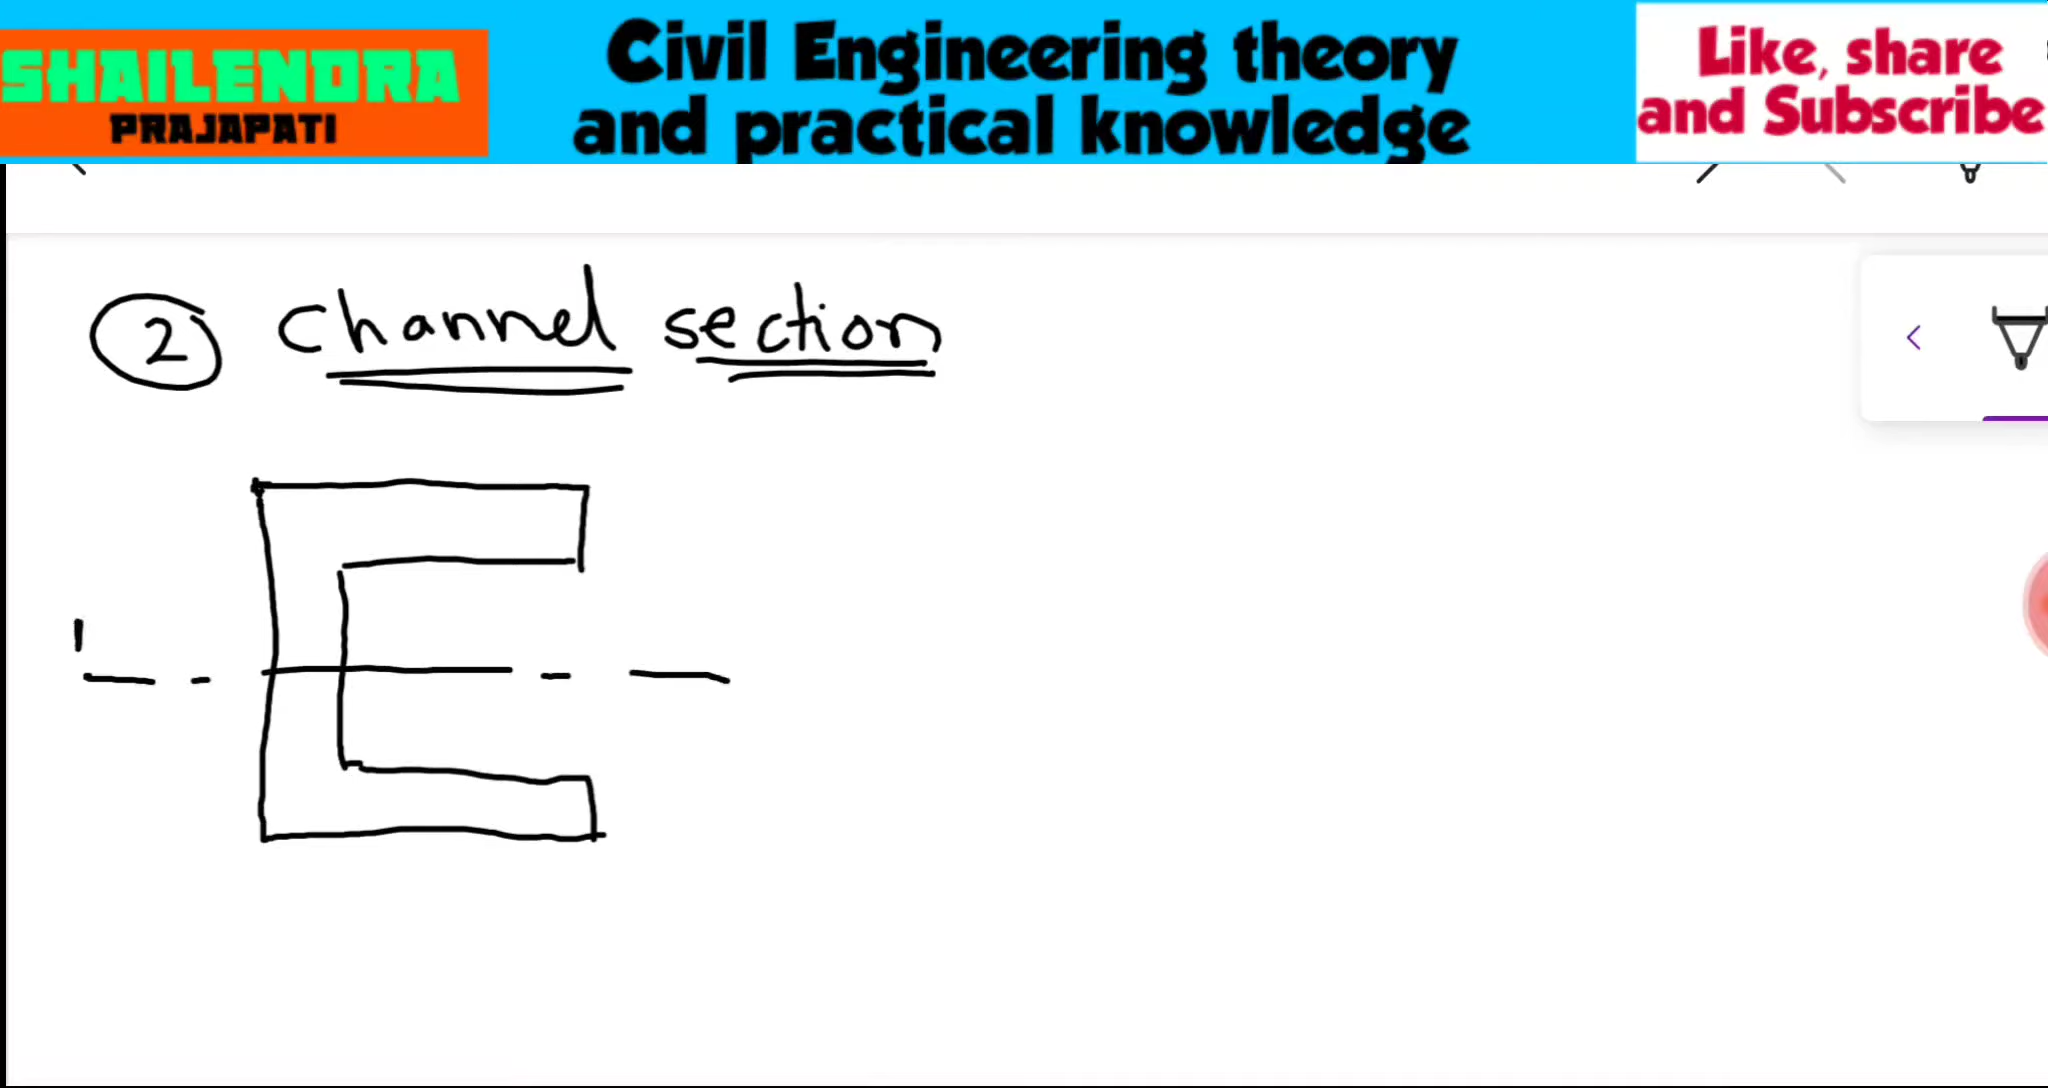 SHAILENDRA
PRAJAPATI
Civil Engineering theory
and practical knowledge
Like, share
and Subscribe
2 Channel section